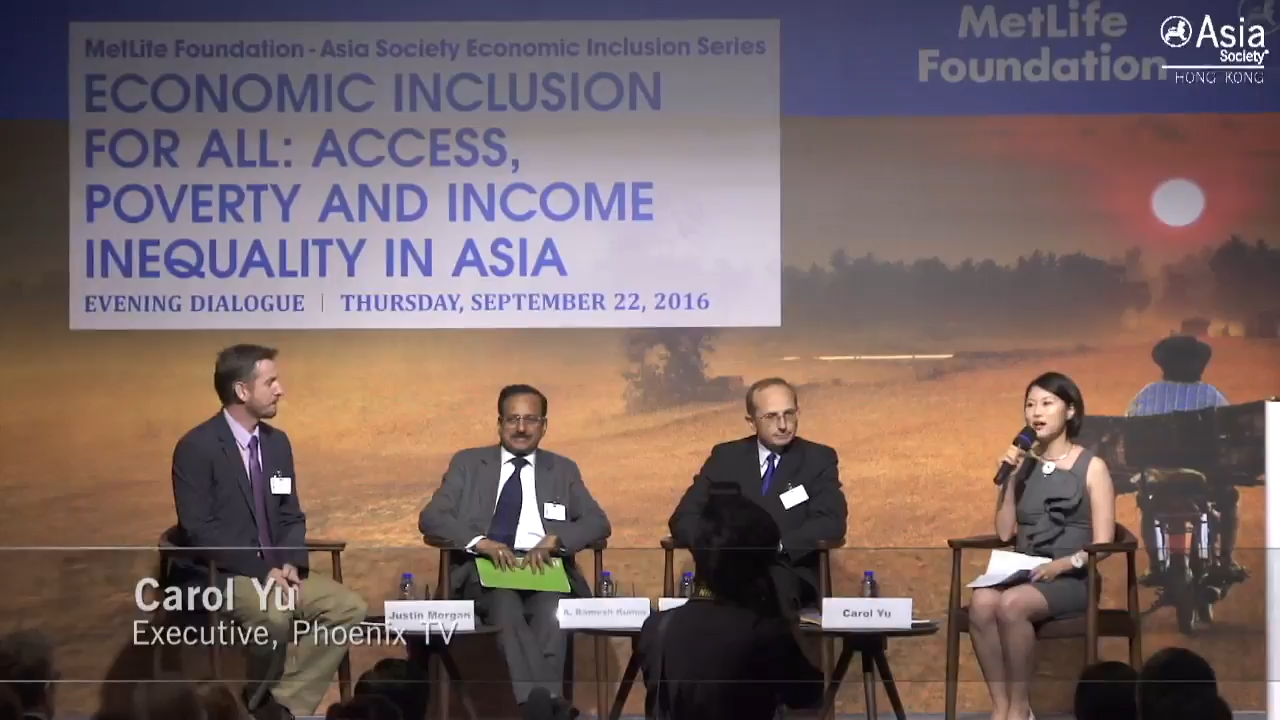 MetLife Foundation - Asia Society Economic Inclusion Series
ECONOMIC INCLUSION
FOR ALL: ACCESS,
POVERTY AND INCOME
INEQUALITY IN ASIA
EVENING DIALOGUE | THURSDAY, SEPTEMBER 22, 2016
MetLife
Foundation
Asia
Society
HONG KONG
Carol Yu
Executive, Phoenix TV
Justin Morgan
A. Ramesh Kumar
Carol Yu